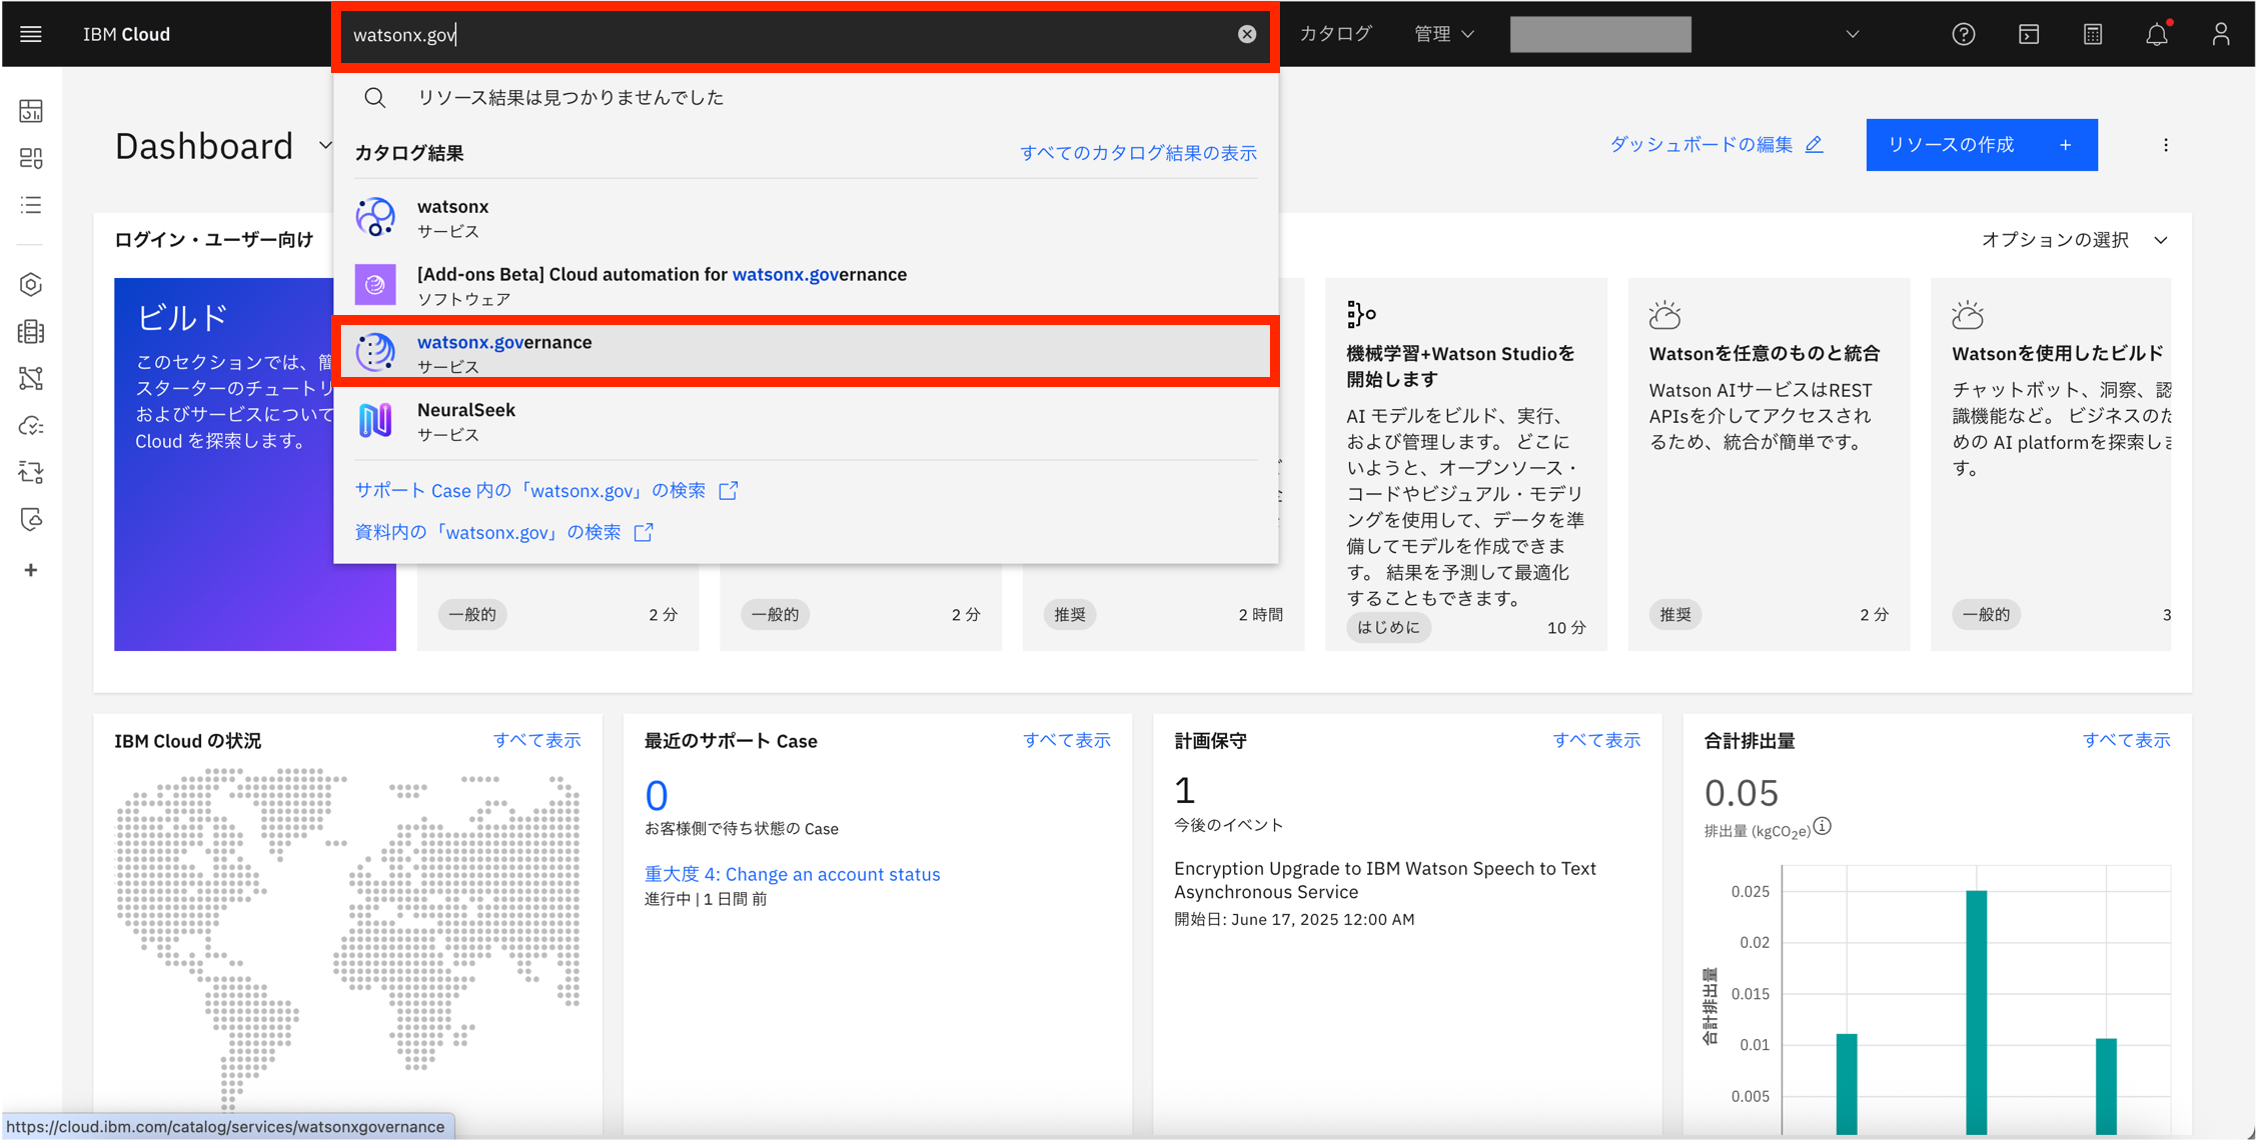 IBM Cloud
watsonx.gov
カタログ
管理
リソース結果は見つかりませんでした
カタログ結果
すべてのカタログ結果の表示
watsonx
サービス
[Add-ons Beta] Cloud automation for watsonx.governance
ソフトウェア
watsonx.governance
サービス
NeuralSeek
サービス
サポート Case 内の「watsonx.gov」の検索
資料内の「watsonx.gov」の検索
Dashboard
ダッシュボードの編集
リソースの作成 +
ログイン・ユーザー向け
オプションの選択
ビルド
このセクションでは、簡
スターターのチュートリ
およびサービスについて
Cloud を探索します。
一般的
2 分
一般的
2 分
推奨
2 時間
機械学習+Watson Studioを
開始します
AI モデルをビルド、実行、
および管理します。 どこに
いようと、オープンソース・
コードやビジュアル・モデリ
ングを使用して、データを準
備してモデルを作成できま
す。 結果を予測して最適化
することもできます。
はじめに
10 分
Watsonを任意のものと統合
Watson AIサービスはREST
APIsを介してアクセスされ
るため、統合が簡単です。
推奨
2 分
Watsonを使用したビルド
チャットボット、洞察、認
識機能など。 ビジネスのた
めの AI platformを探索しま
す。
一般的
3
IBM Cloud の状況
すべて表示
最近のサポート Case
すべて表示
0
お客様側で待ち状態の Case
重大度 4: Change an account status
進行中 | 1 日間 前
計画保守
すべて表示
1
今後のイベント
Encryption Upgrade to IBM Watson Speech to Text
Asynchronous Service
開始日: June 17, 2025 12:00 AM
合計排出量
すべて表示
0.05
排出量 (kgCO2e)
合計排出量
0.025
0.02
0.015
0.01
0.005
https://cloud.ibm.com/catalog/services/watsonxgovernance